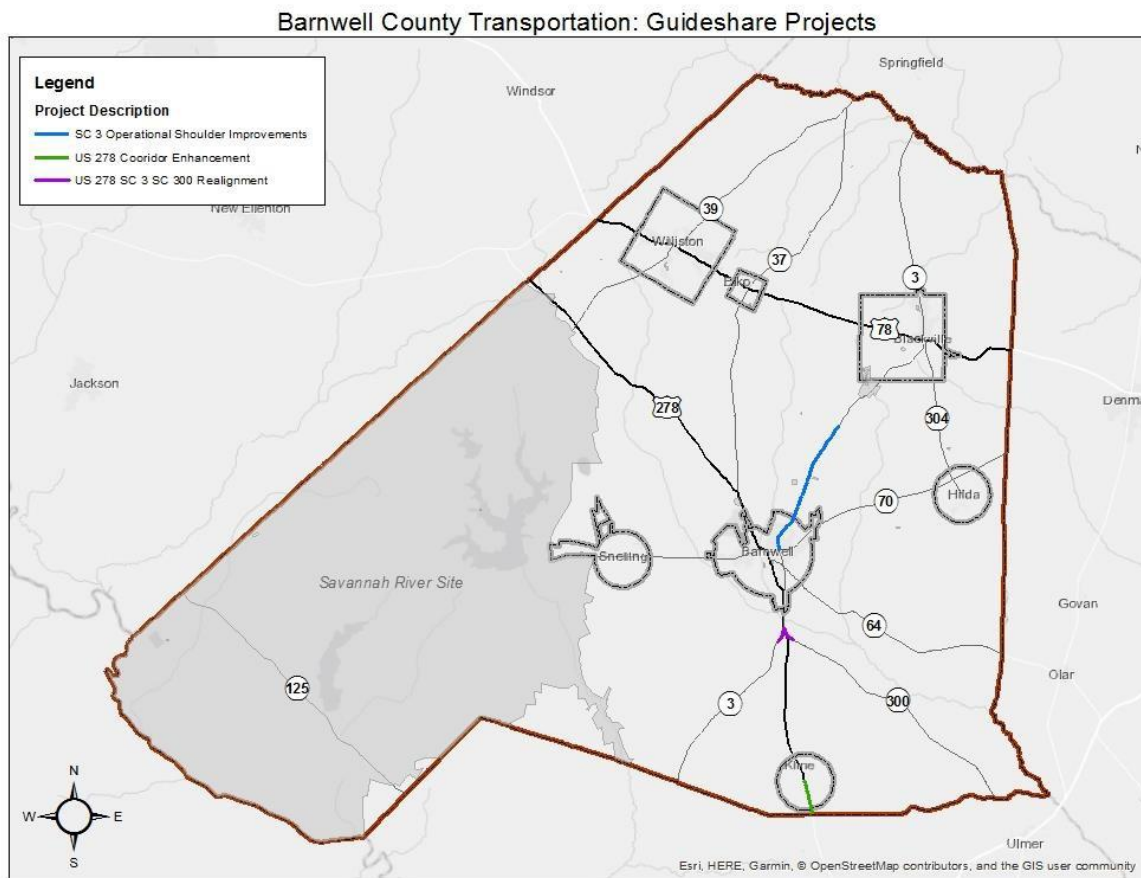 Barnwell County Transportation: Guideshare Projects
Legend
Project Description
SC 3 Operational Shoulder Improvements
US 278 Cooridor Enhancement
US 278 SC 3 SC 300 Realignment
Springfield
Windsor
New Ellenton
39
Williston
37
Elko
3
78
Blackville
Jackson
Denm
278
304
70
Hilda
Snelling
Barnwell
Savannah River Site
Govan
64
Olar
125
3
300
Kline
N
W
E
S
Ulmer
Esri, HERE, Garmin, © OpenStreetMap contributors, and the GIS user community